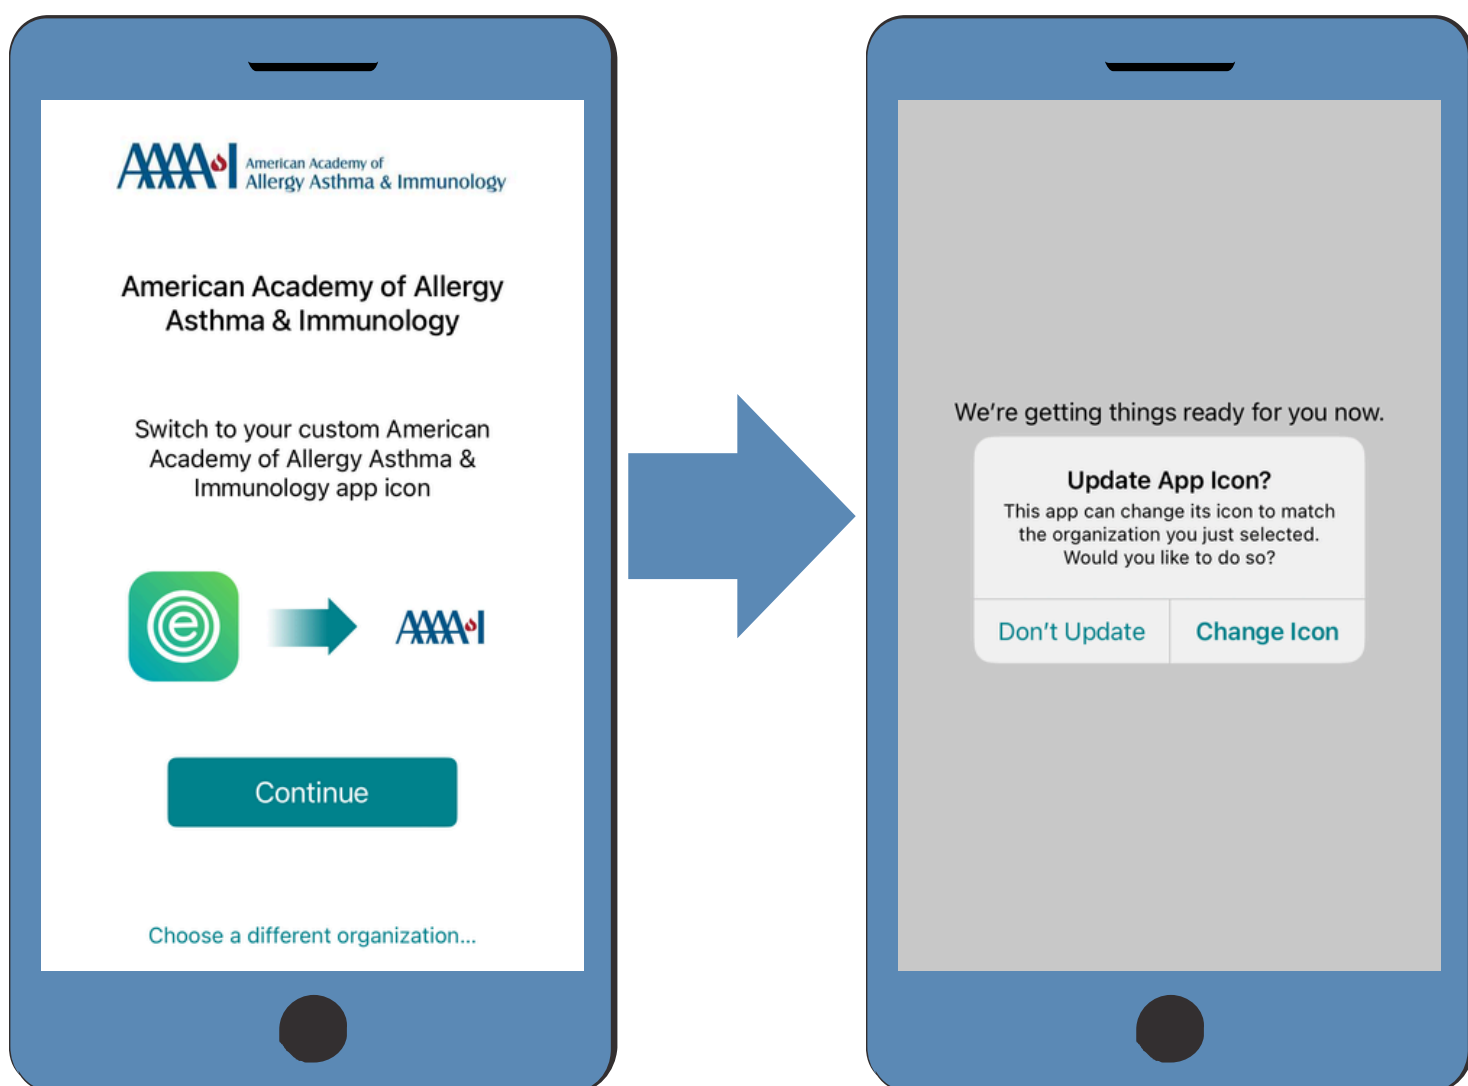 AAAAI American Academy of
Allergy Asthma & Immunology
American Academy of Allergy
Asthma & Immunology
Switch to your custom American
Academy of Allergy Asthma &
Immunology app icon
e
AAAAI
Continue
Choose a different organization...
We’re getting things ready for you now.
Update App Icon?
This app can change its icon to match
the organization you just selected.
Would you like to do so?
Don’t Update
Change Icon